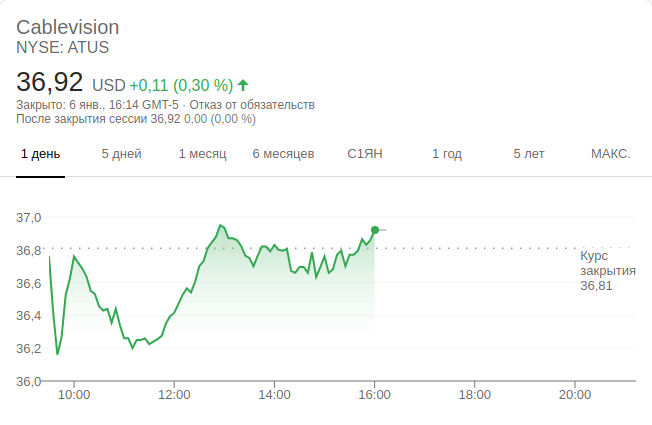 Cablevision
NYSE: ATUS
36,92 USD +0,11 (0,30 %)
Закрыто: 6 янв., 16:14 GMT-5 · Отказ от обязательств
После закрытия сессии 36,92 0,00 (0,00 %)
1 день 5 дней 1 месяц 6 месяцев С1ЯН 1 год 5 лет МАКС.
37,0
36,8
Курс
закрытия
36,6
36,81
36,4
36,2
36,0
10:00 12:00 14:00 16:00 18:00 20:00